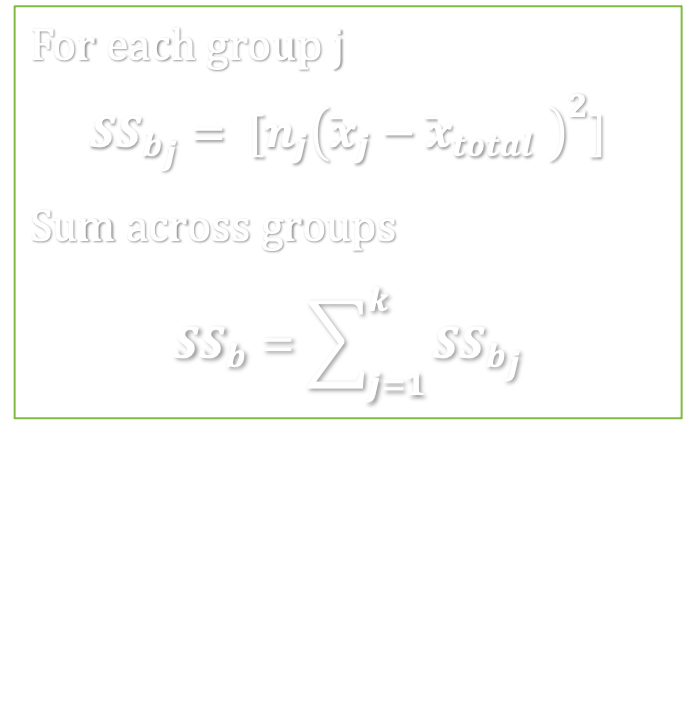 For each group j
SS_{b_j} = [n_j(x̄_j − x̄_{total})²]
Sum across groups
SS_b = ∑_{j=1}^{k} SS_{b_j}